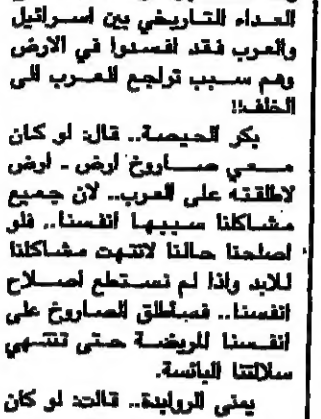 العداء التاريخي بين اسرائيل
والعرب فقد افسدوا في الارض
وهم سبب تراجع العرب الى
الخلف!!
بكر الحيصة.. قال: لو كان
معي صاروخ ارض - ارض
لاطلقته على العرب.. لان جميع
مشاكلنا سببها انفسنا.. فلو
اصلحنا حالنا لانتهت مشاكلنا
للابد واذا لم نستطع اصلاح
انفسنا.. فسأطلق الصاروخ على
انفسنا المريضة حتى تنتهي
سلالتنا البائسة.
يمنى الروابدة.. قالت: لو كان